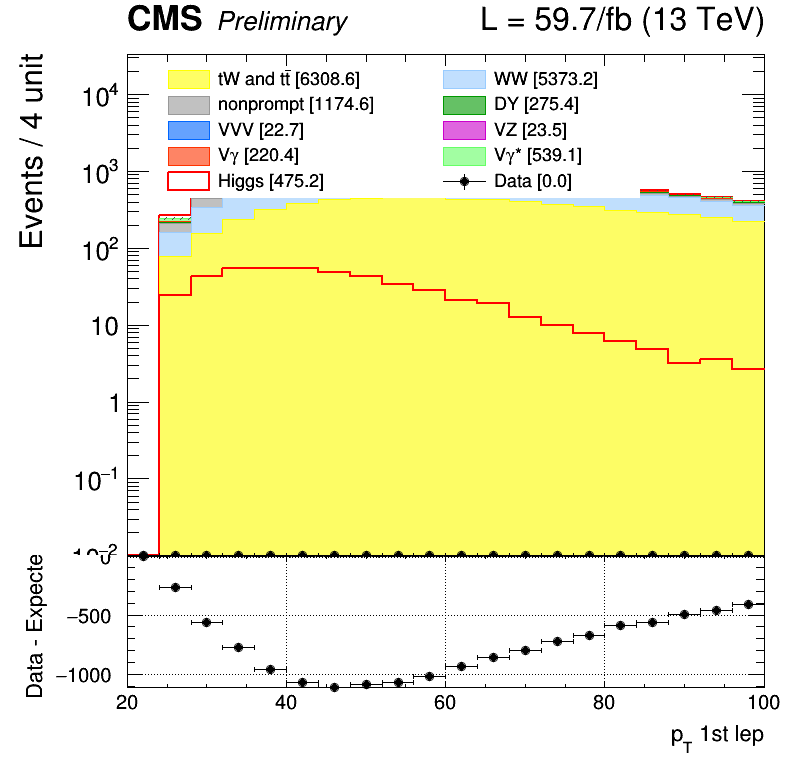 CMS Preliminary L = 59.7/fb (13 TeV)
Events / 4 unit
tW and tt̄ [6308.6] WW [5373.2]
nonprompt [1174.6] DY [275.4]
VVV [22.7] VZ [23.5]
Vγ [220.4] Vγ* [539.1]
Higgs [475.2] Data [0.0]
10⁴
10³
10²
10
1
10⁻¹
10⁻²
0
Data - Expecte
−500
−1000
20 40 60 80 100
p_T 1st lep